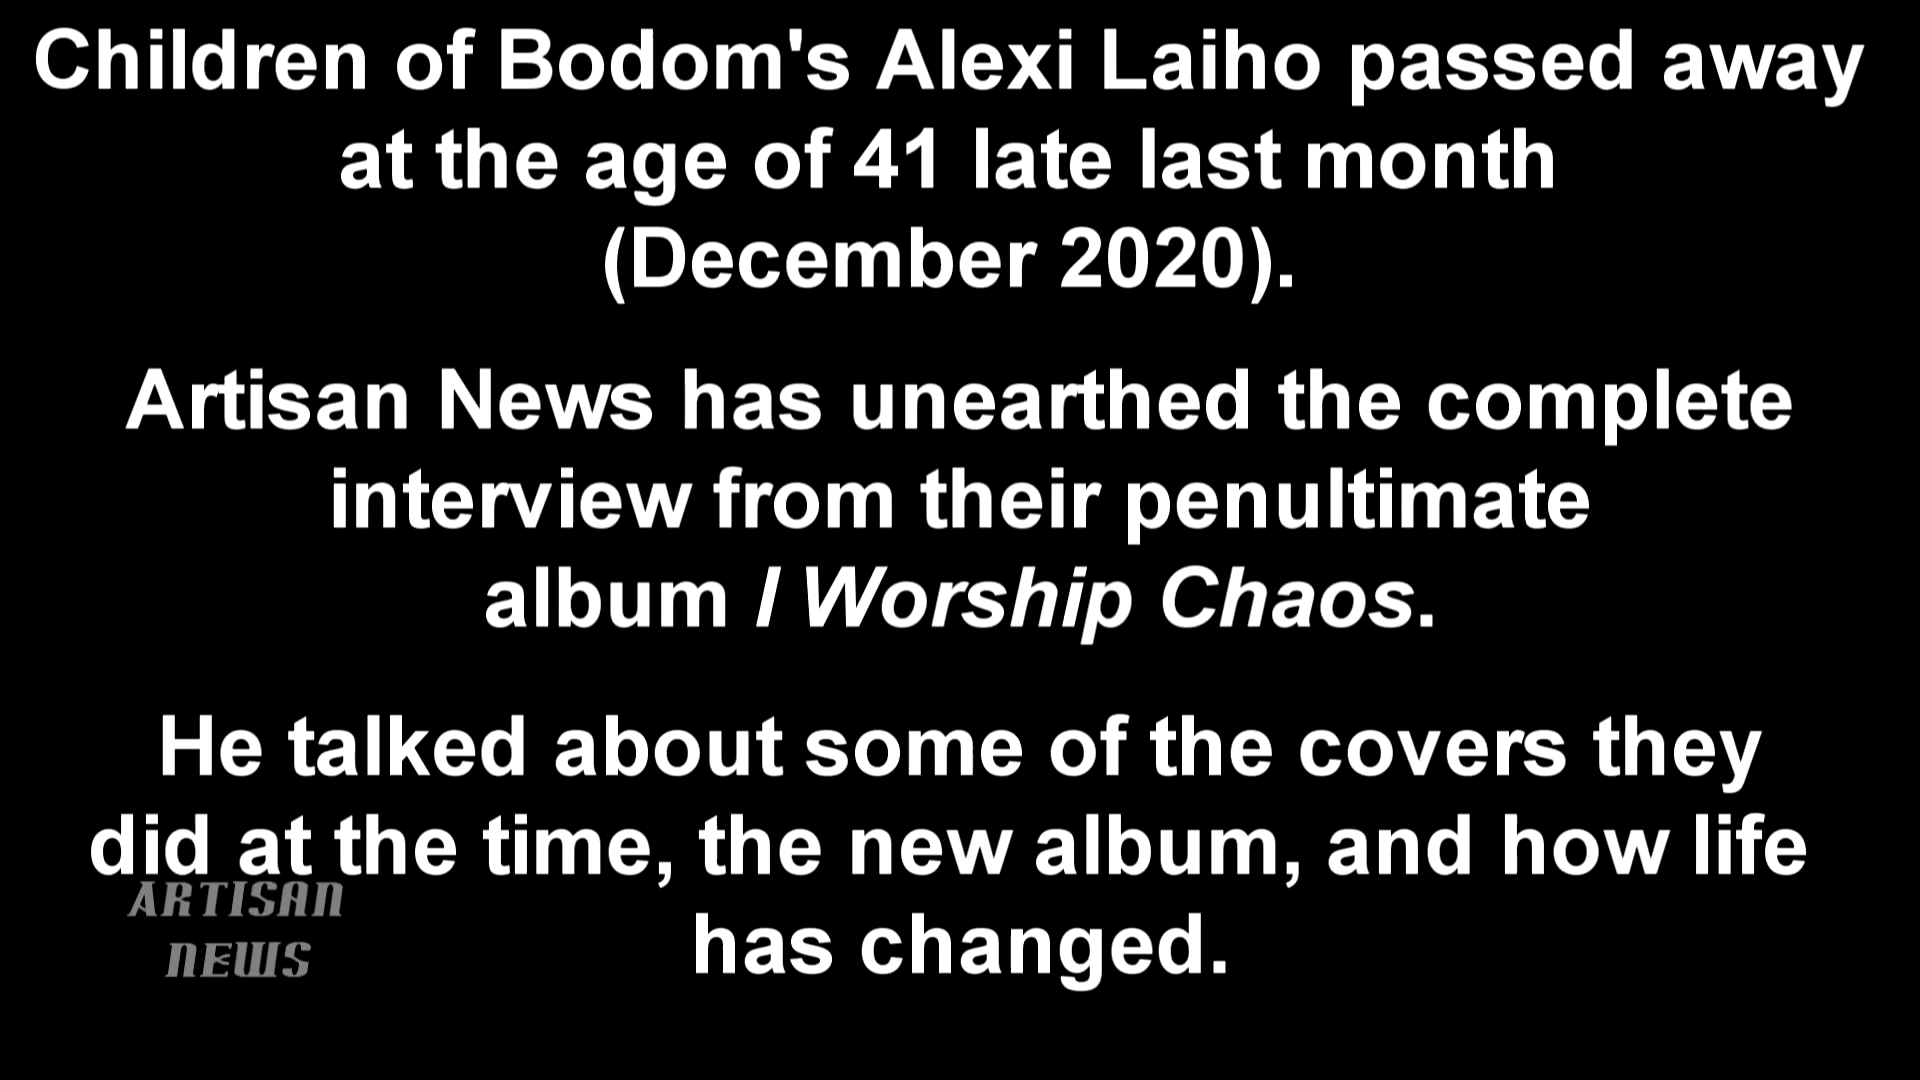 Children of Bodom's Alexi Laiho passed away
at the age of 41 late last month
(December 2020).
Artisan News has unearthed the complete
interview from their penultimate
album I Worship Chaos.
He talked about some of the covers they
did at the time, the new album, and how life
has changed.
ARTISAN
NEWS